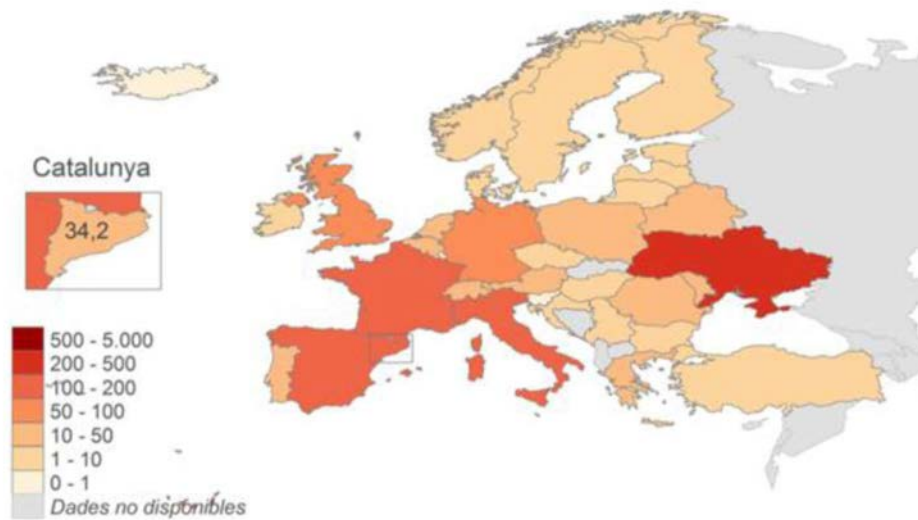 Catalunya
34,2
500 - 5.000
200 - 500
100 - 200
50 - 100
10 - 50
1 - 10
0 - 1
Dades no disponibles